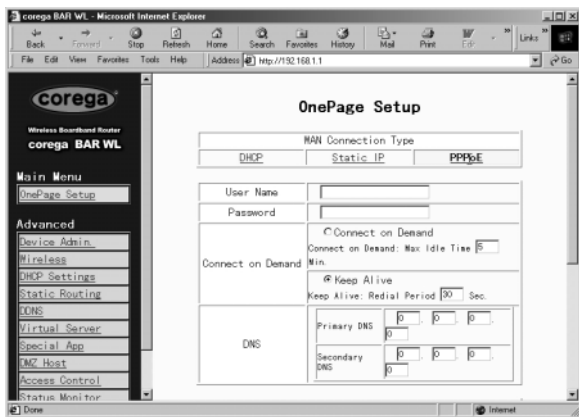 corega BAR WL - Microsoft Internet Explorer
Back Forward Stop Refresh Home Search Favorites History Mail Print Edit Links
File Edit View Favorites Tools Help Address http://192.168.1.1 Go
corega
Wireless Boardband Router
corega BAR WL
Main Menu
OnePage Setup
Advanced
Device Admin.
Wireless
DHCP Settings
Static Routing
DDNS
Virtual Server
Special App
DMZ Host
Access Control
Status Monitor
OnePage Setup
WAN Connection Type
DHCP Static IP PPPoE
User Name
Password
Connect on Demand
Connect on Demand
Connect on Demand: Max Idle Time 5
Min.
Keep Alive
Keep Alive: Redial Period 30 Sec.
DNS
Primary DNS 0. 0. 0.
0
Secondary DNS 0. 0. 0.
0
Done Internet